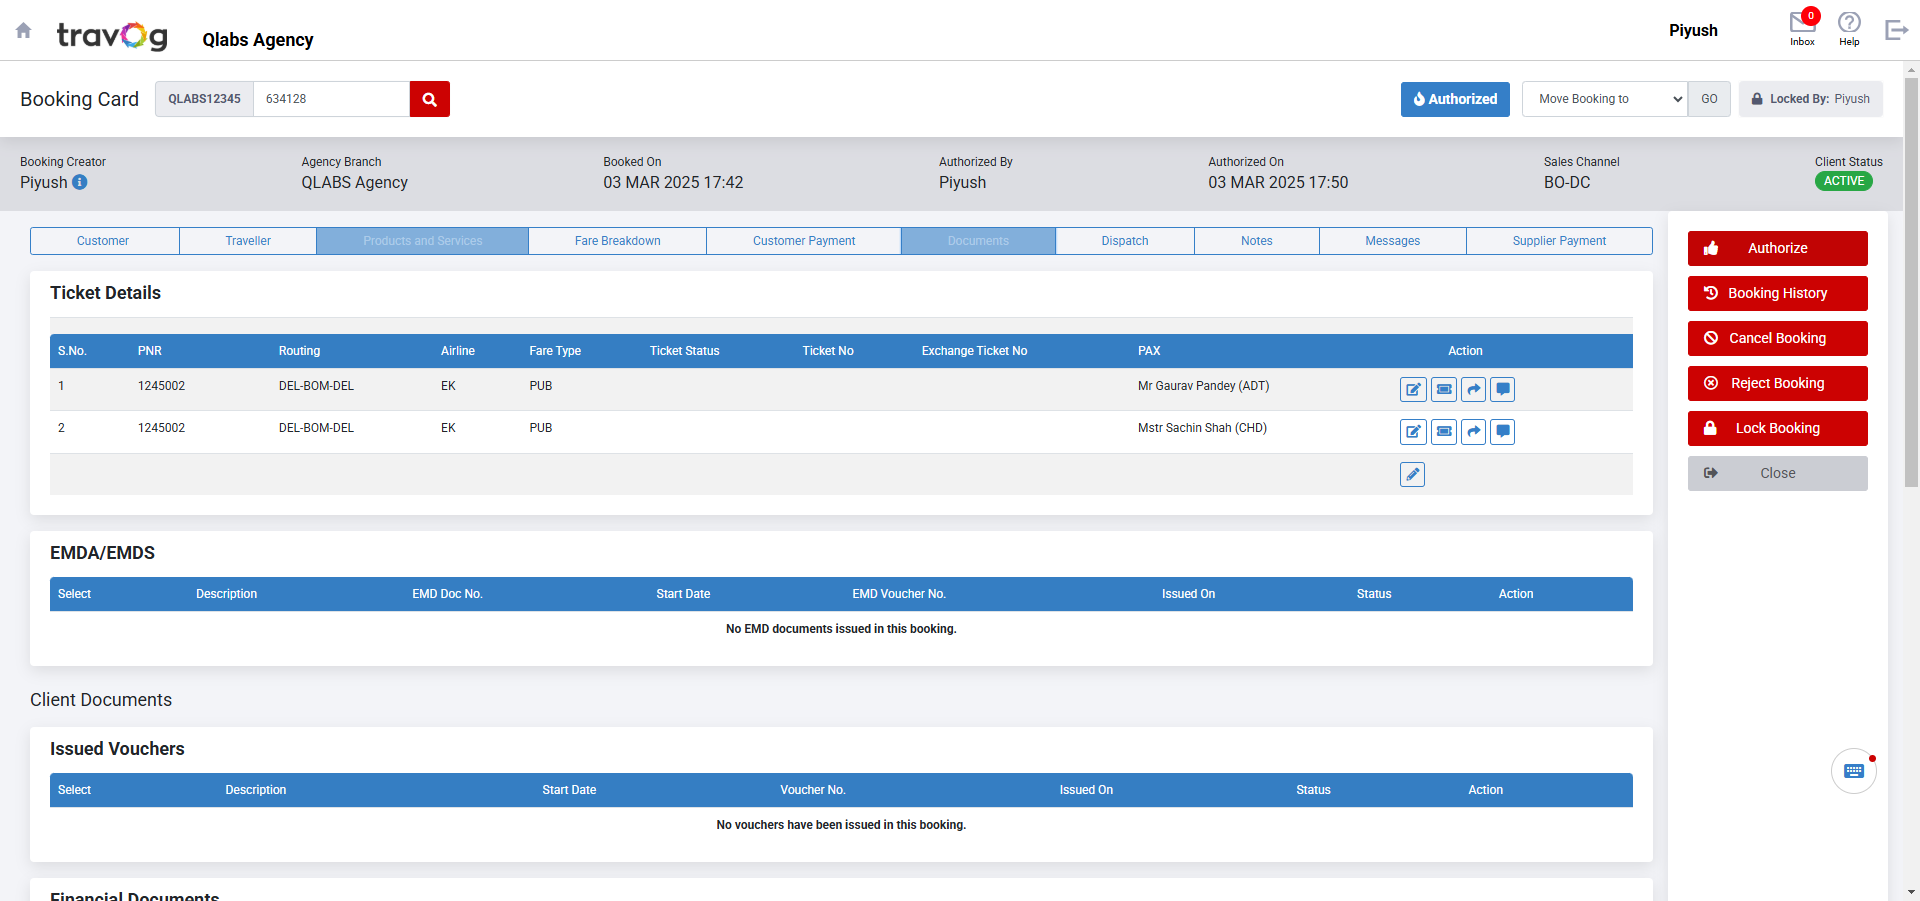 travog
Qlabs Agency
Piyush
0
Inbox
Help
Booking Card
QLABS12345
634128
Authorized
Move Booking to
GO
Locked By: Piyush
Booking Creator
Piyush
Agency Branch
QLABS Agency
Booked On
03 MAR 2025 17:42
Authorized By
Piyush
Authorized On
03 MAR 2025 17:50
Sales Channel
BO-DC
Client Status
ACTIVE
Customer
Traveller
Products and Services
Fare Breakdown
Customer Payment
Documents
Dispatch
Notes
Messages
Supplier Payment
Authorize
Booking History
Cancel Booking
Reject Booking
Lock Booking
Close
Ticket Details
S.No. PNR Routing Airline Fare Type Ticket Status Ticket No Exchange Ticket No PAX Action
1 1245002 DEL-BOM-DEL EK PUB Mr Gaurav Pandey (ADT)
2 1245002 DEL-BOM-DEL EK PUB Mstr Sachin Shah (CHD)
EMDA/EMDS
Select Description EMD Doc No. Start Date EMD Voucher No. Issued On Status Action
No EMD documents issued in this booking.
Client Documents
Issued Vouchers
Select Description Start Date Voucher No. Issued On Status Action
No vouchers have been issued in this booking.
Financial Documents